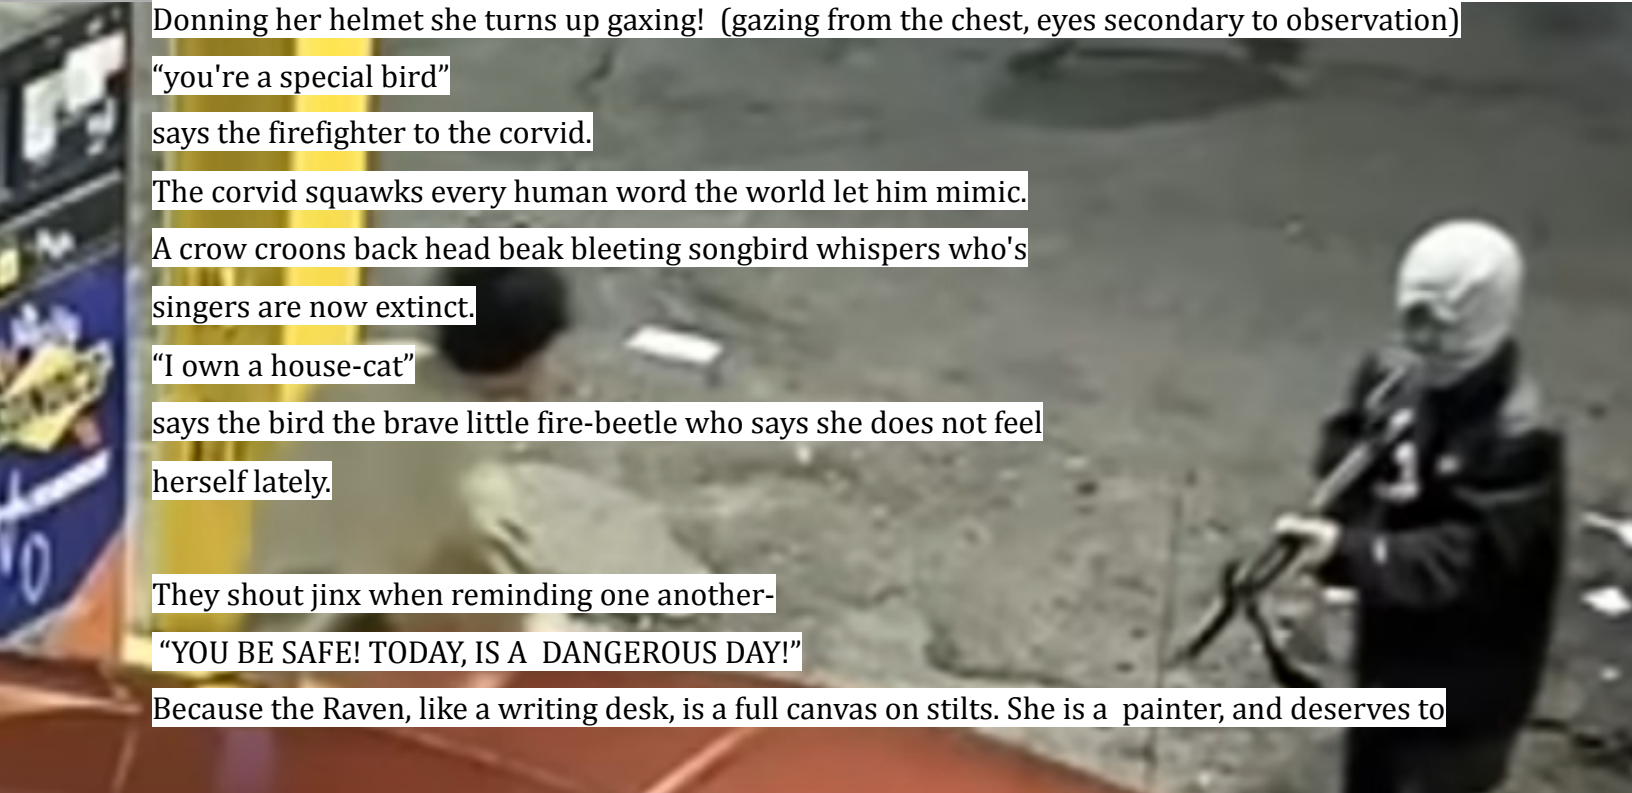 Donning her helmet she turns up gaxing!  (gazing from the chest, eyes secondary to observation)
“you're a special bird”
says the firefighter to the corvid.
The corvid squawks every human word the world let him mimic.
A crow croons back head beak bleeting songbird whispers who's
singers are now extinct.
“I own a house-cat”
says the bird the brave little fire-beetle who says she does not feel
herself lately.
They shout jinx when reminding one another-
“YOU BE SAFE! TODAY, IS A  DANGEROUS DAY!”
Because the Raven, like a writing desk, is a full canvas on stilts. She is a  painter, and deserves to
1